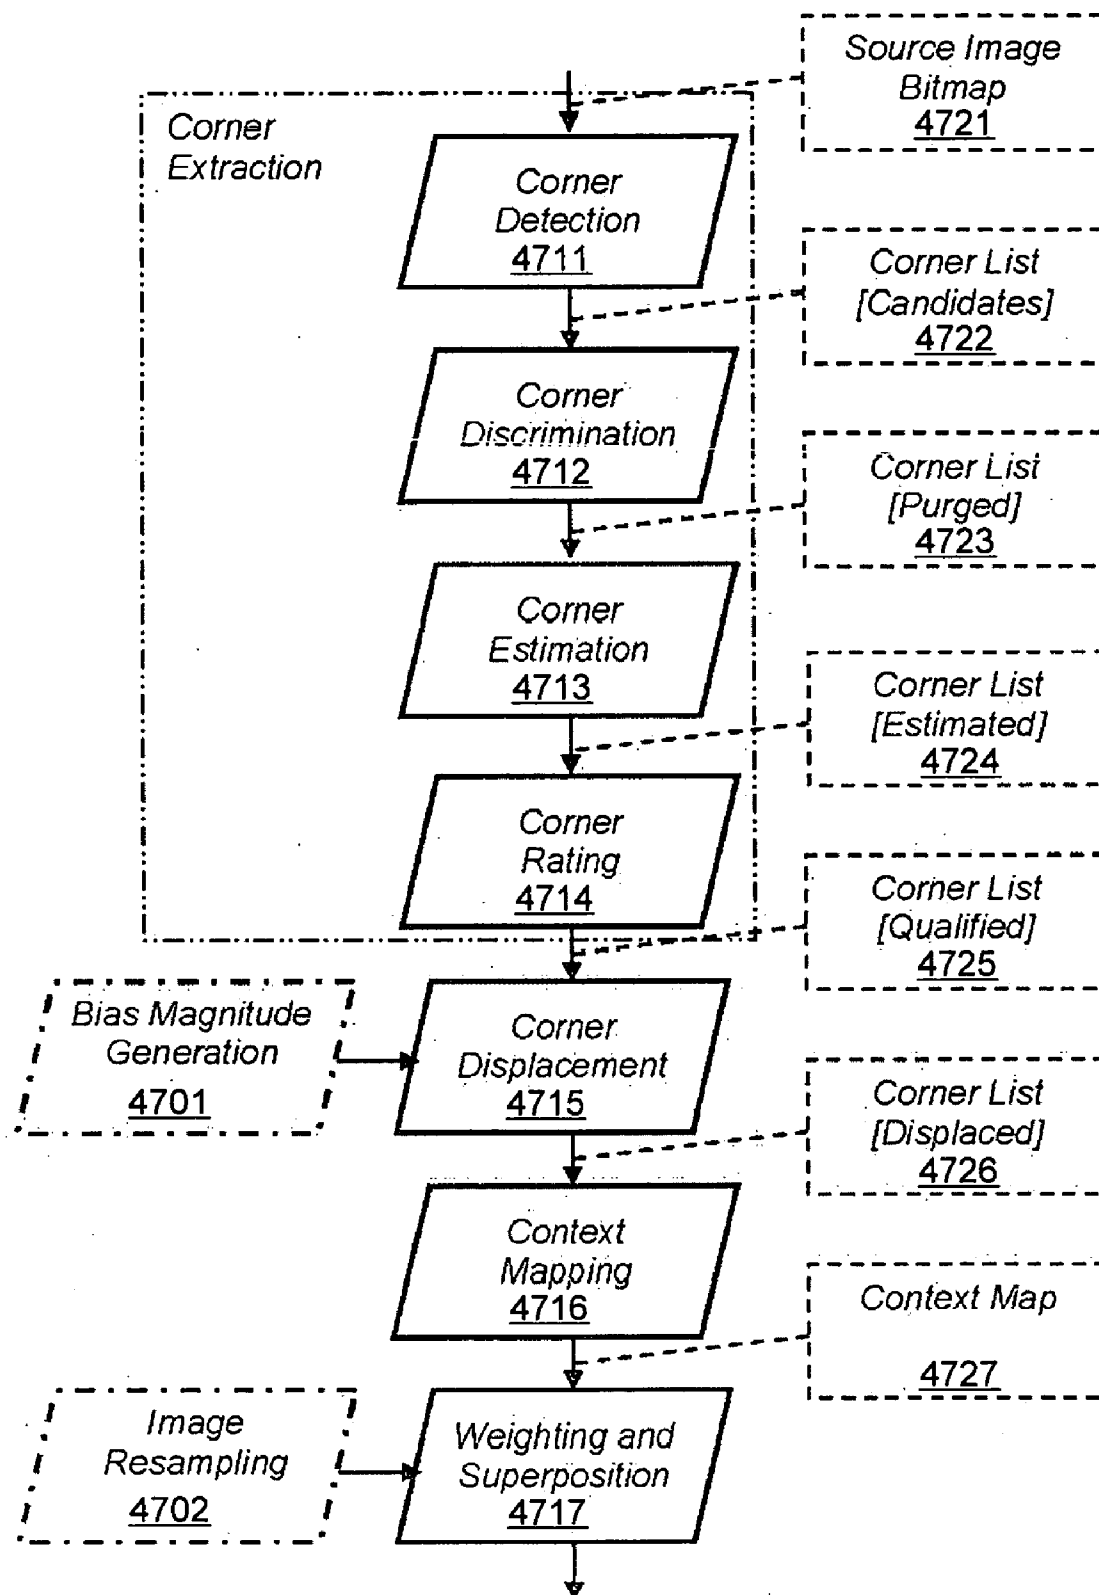 Source Image
Bitmap
4721
Corner
Extraction
Corner
Detection
4711
Corner List
[Candidates]
4722
Corner
Discrimination
4712
Corner List
[Purged]
4723
Corner
Estimation
4713
Corner List
[Estimated]
4724
Corner
Rating
4714
Corner List
[Qualified]
4725
Bias Magnitude
Generation
4701
Corner
Displacement
4715
Corner List
[Displaced]
4726
Context
Mapping
4716
Context Map
4727
Image
Resampling
4702
Weighting and
Superposition
4717